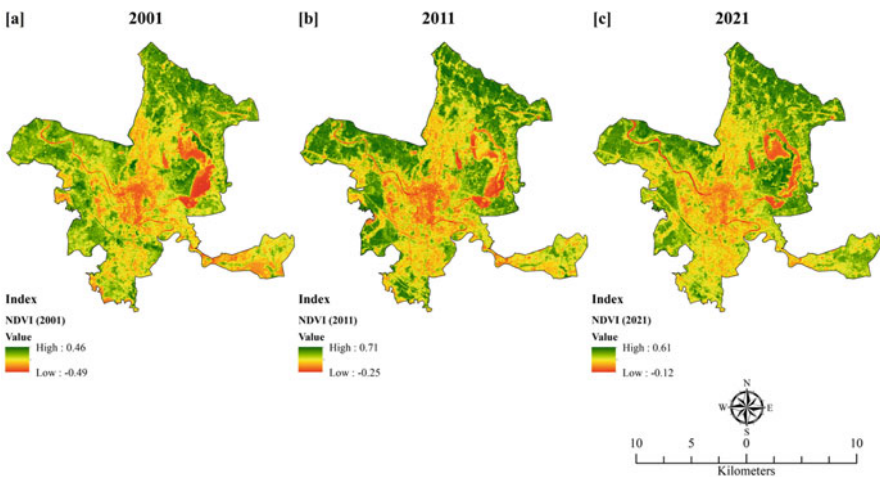 [a] 2001
[b] 2011
[c] 2021
Index
NDVI (2001)
Value
High : 0.46
Low : -0.49
Index
NDVI (2011)
Value
High : 0.71
Low : -0.25
Index
NDVI (2021)
Value
High : 0.61
Low : -0.12
N
W E
S
10 5 0 10
Kilometers